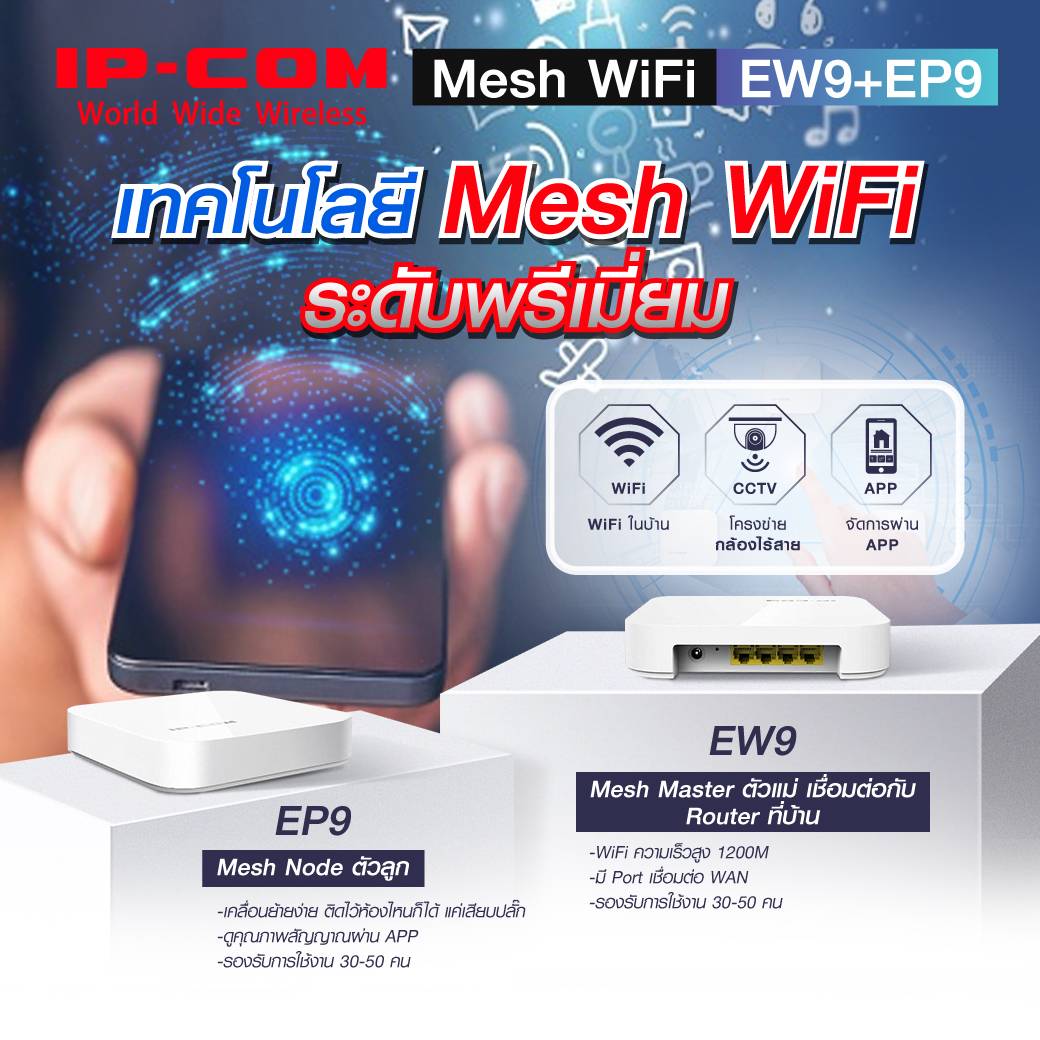 IP-COM
World Wide Wireless
Mesh WiFi EW9+EP9
เทคโนโลยี Mesh WiFi
ระดับพรีเมี่ยม
WiFi
WiFi ในบ้าน
CCTV
โครงข่าย
กล้องไร้สาย
APP
จัดการผ่าน
APP
IP-COM
EW9
Mesh Master ตัวแม่ เชื่อมต่อกับ
Router ที่บ้าน
-WiFi ความเร็วสูง 1200M
-มี Port เชื่อมต่อ WAN
-รองรับการใช้งาน 30-50 คน
IP-COM
EP9
Mesh Node ตัวลูก
-เคลื่อนย้ายง่าย ติดไว้ห้องไหนก็ได้ แค่เสียบปลั๊ก
-ดูคุณภาพสัญญาณผ่าน APP
-รองรับการใช้งาน 30-50 คน